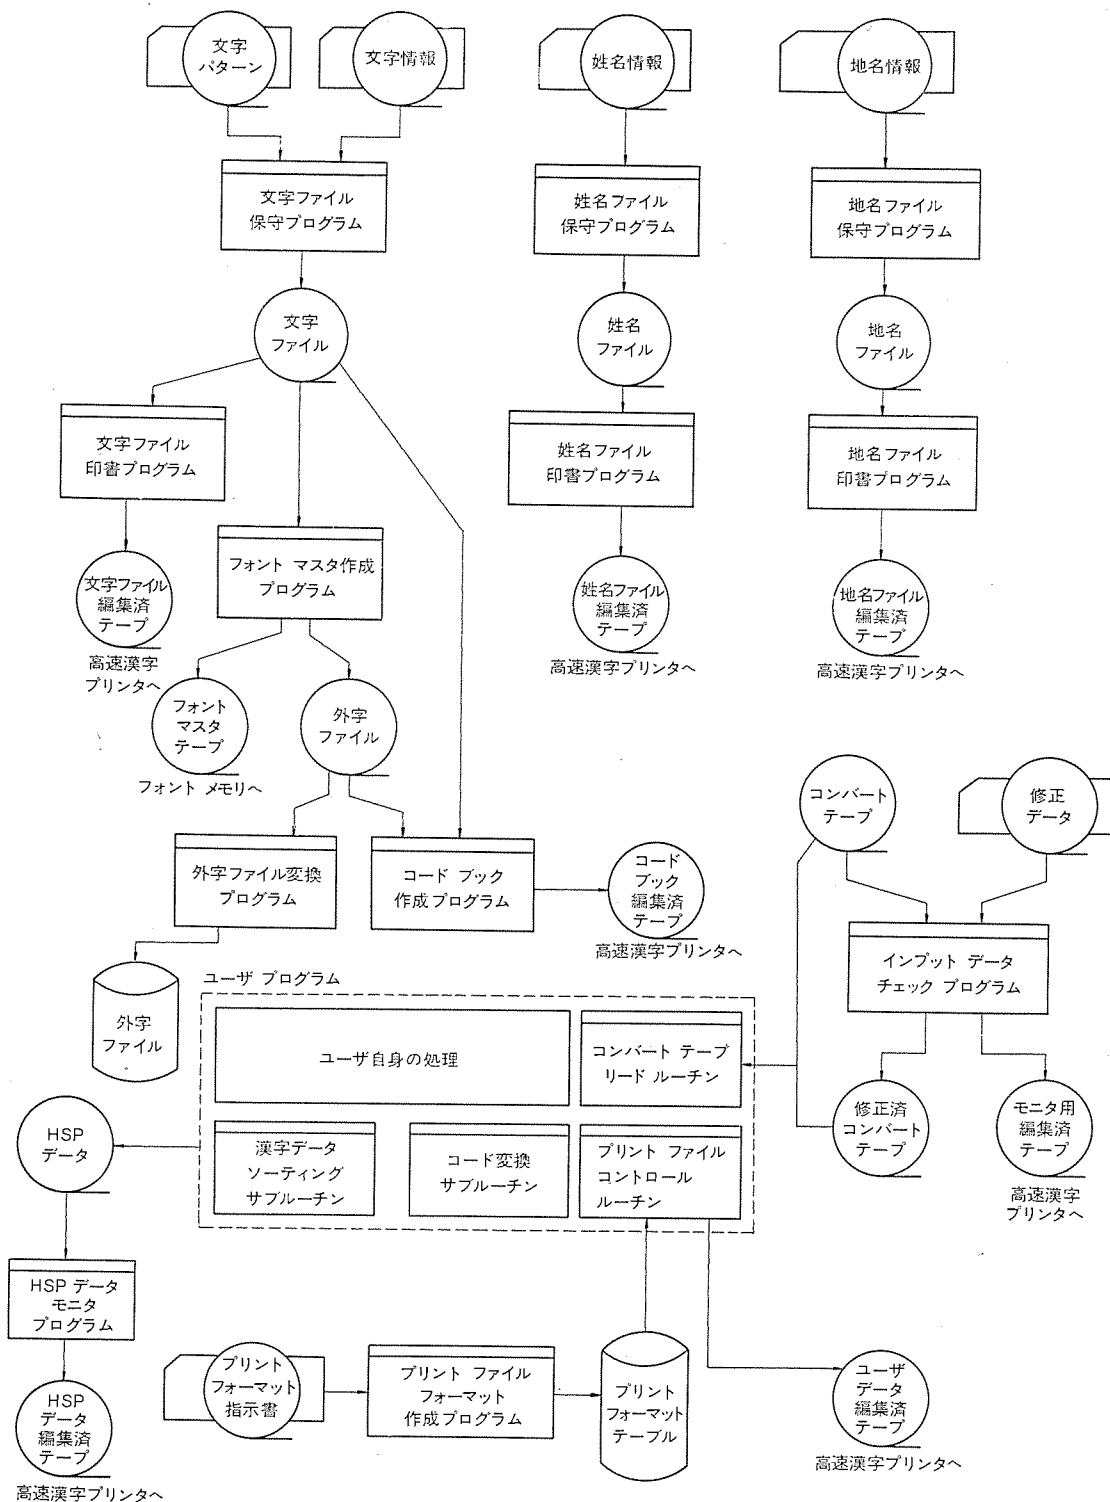 文字
パターン
文字情報
姓名情報
地名情報
文字ファイル
保守プログラム
姓名ファイル
保守プログラム
地名ファイル
保守プログラム
文字
ファイル
姓名
ファイル
地名
ファイル
文字ファイル
印書プログラム
姓名ファイル
印書プログラム
地名ファイル
印書プログラム
フォント マスタ作成
プログラム
文字ファイル
編集済
テープ
高速漢字
プリンタへ
姓名ファイル
編集済
テープ
高速漢字プリンタへ
地名ファイル
編集済
テープ
高速漢字プリンタへ
フォント
マスタ
テープ
フォント メモリへ
外字
ファイル
コンバート
テープ
修正
データ
外字ファイル変換
プログラム
コード ブック
作成プログラム
コード
ブック
編集済
テープ
高速漢字プリンタへ
インプット データ
チェック プログラム
外字
ファイル
ユーザ プログラム
ユーザ自身の処理
コンバート テープ
リード ルーチン
漢字データ
ソーティング
サブルーチン
コード変換
サブルーチン
プリント ファイル
コントロール
ルーチン
修正済
コンバート
テープ
モニタ用
編集済
テープ
高速漢字
プリンタへ
HSP
データ
HSP データ
モニタ
プログラム
HSP
データ
編集済
テープ
高速漢字プリンタへ
プリント
フォーマット
指示書
プリント ファイル
フォーマット
作成プログラム
プリント
フォーマット
テーブル
ユーザ
データ
編集済
テープ
高速漢字プリンタへ